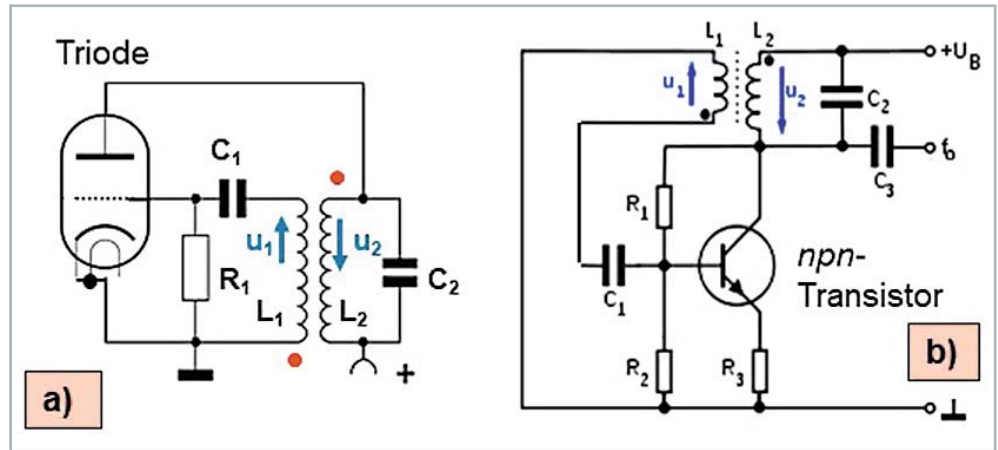 Triode
C1
u1
u2
R1
L1
L2
C2
+
a)
L1
L2
+UB
u1
u2
C2
f0
C3
R1
npn-
Transistor
C1
R2
R3
b)